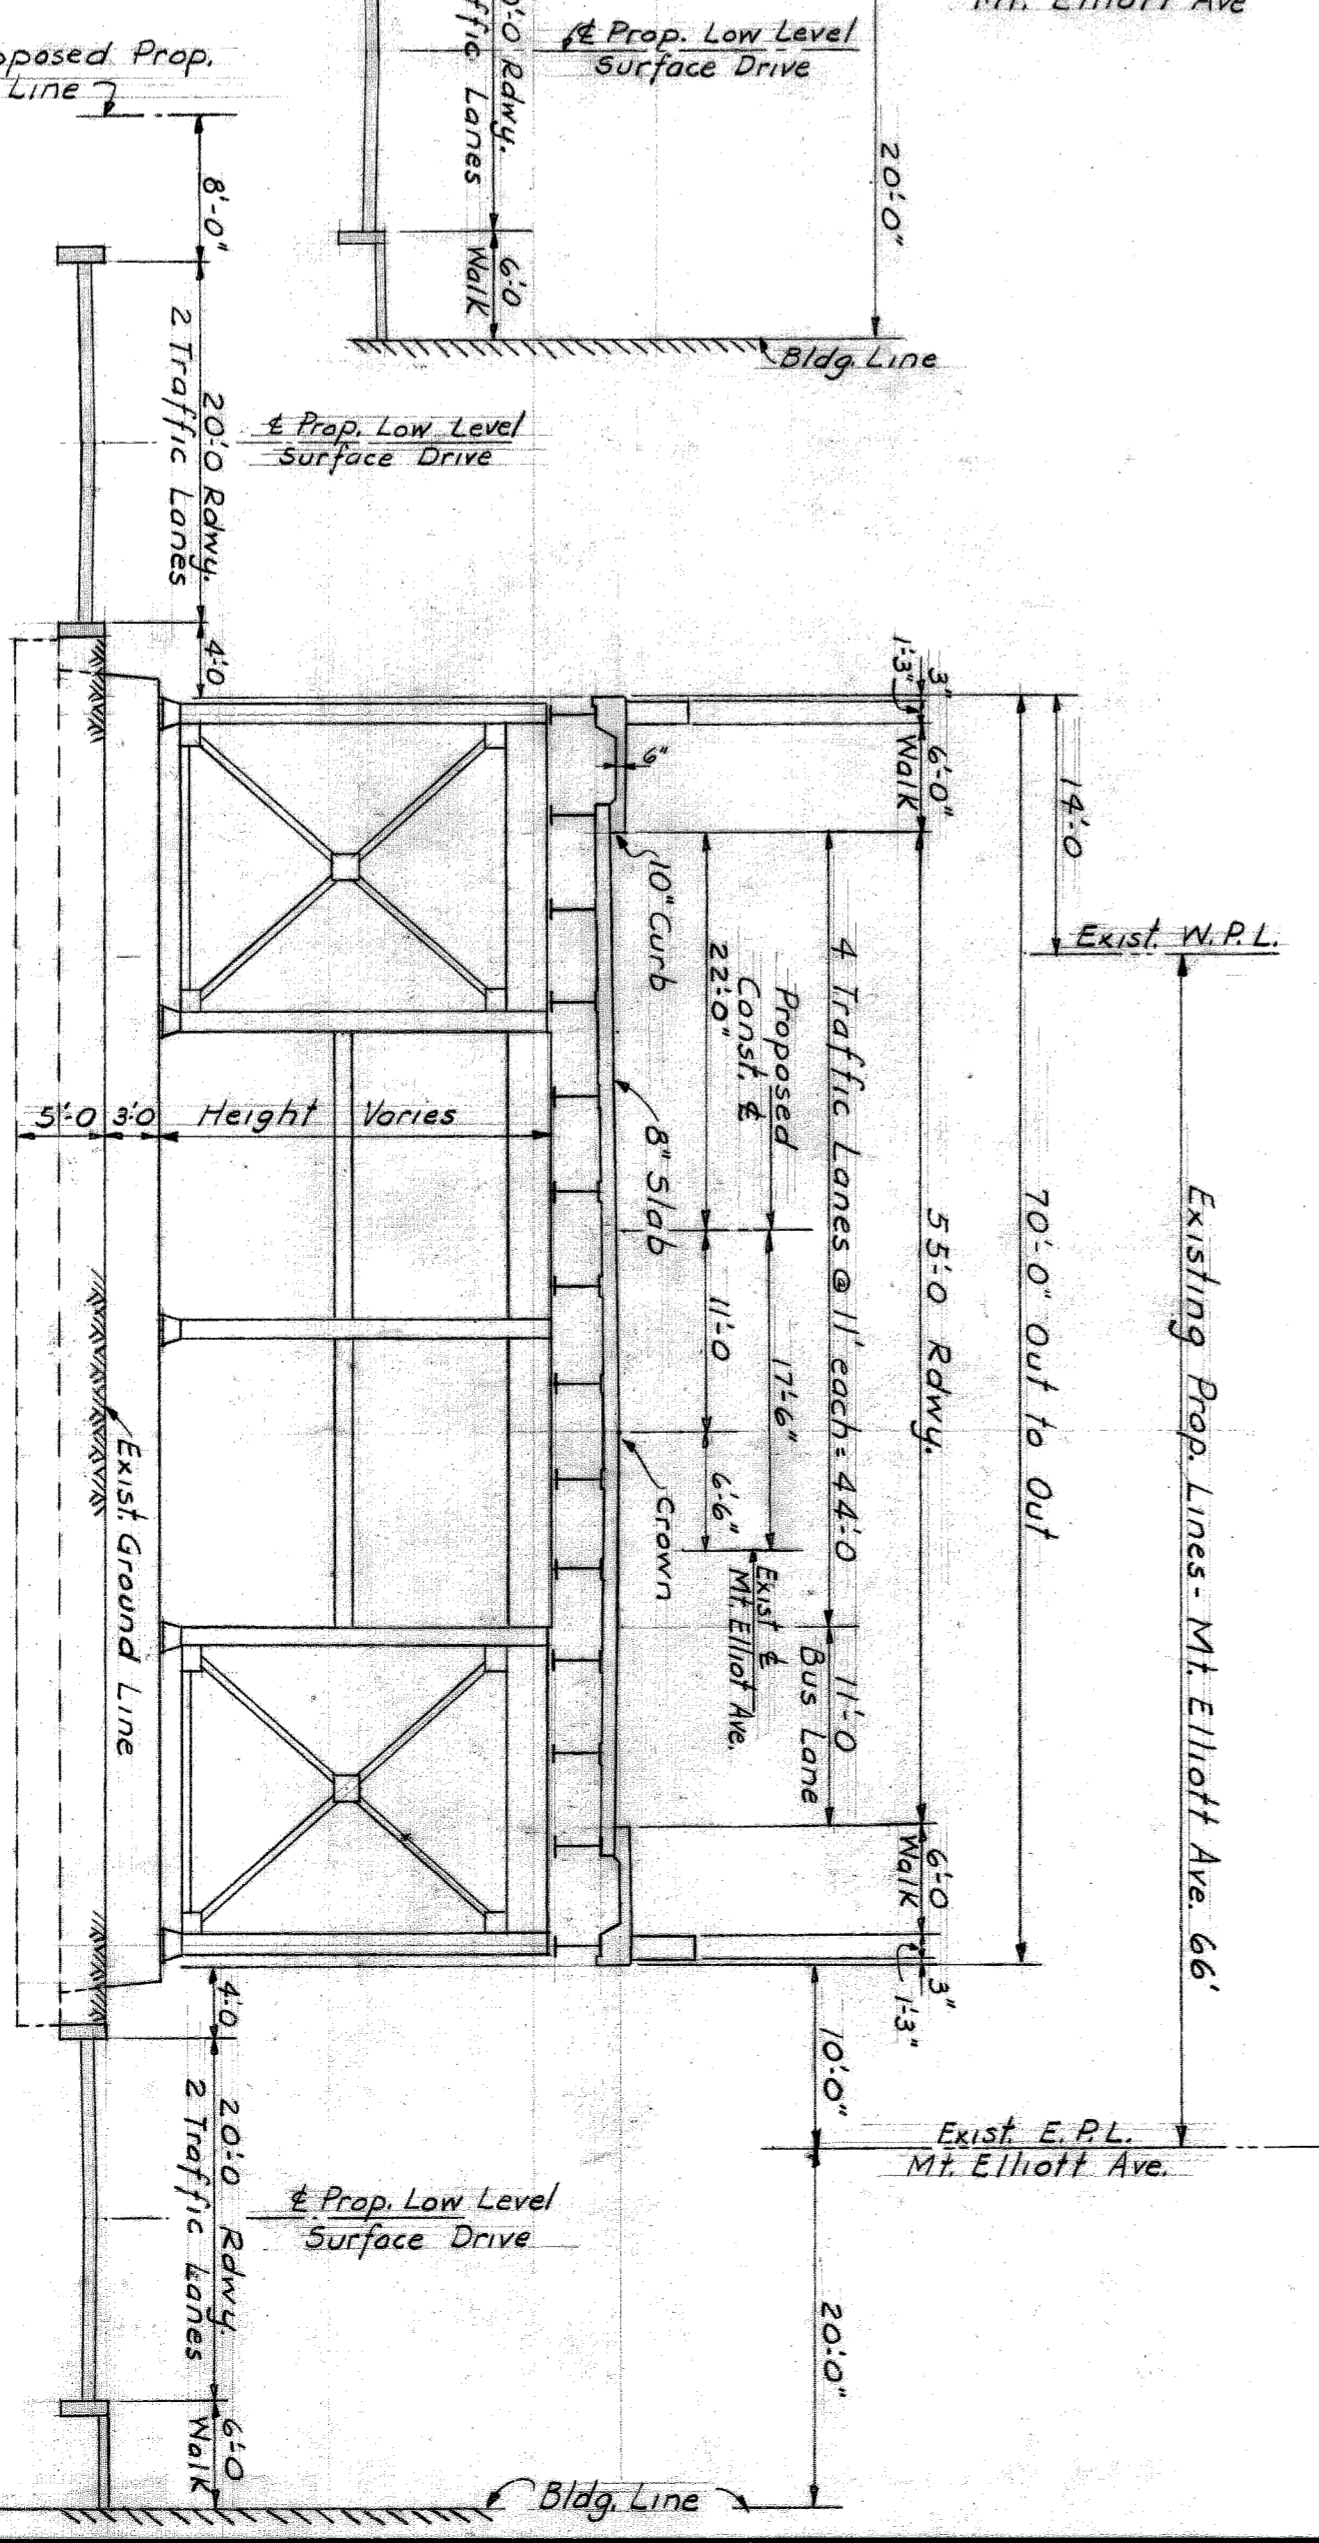 Mt. Elliott Ave
oposed Prop.
Line
8'-0"
20'-0 Rdwy.
2 Traffic Lanes
℄ Prop. Low Level
Surface Drive
'-0 Rdwy.
ffic Lanes
6'-0
Walk
20'-0"
Bldg. Line
℄ Prop. Low Level
Surface Drive
4'-0
3"
1'-3"
6'-0"
Walk
14'-0
Exist. W.P.L.
6"
10" Curb
22'-0"
Proposed
Const. ℄
4 Traffic Lanes @ 11' each = 44'-0
55'-0 Rdwy.
70'-0" Out to Out
Existing Prop. Lines - Mt. Elliott Ave. 66'
5'-0
3'-0
Height Varies
8" Slab
11'-0
17'-6"
6'-6"
Crown
Exist. Ground Line
Exist ℄
Mt. Elliot Ave.
11'-0
Bus Lane
6'-0
Walk
3"
1'-3"
4'-0
10'-0"
Exist. E.P.L.
Mt. Elliott Ave.
20'-0 Rdwy.
2 Traffic Lanes
℄ Prop. Low Level
Surface Drive
20'-0"
6'-0
Walk
Bldg. Line